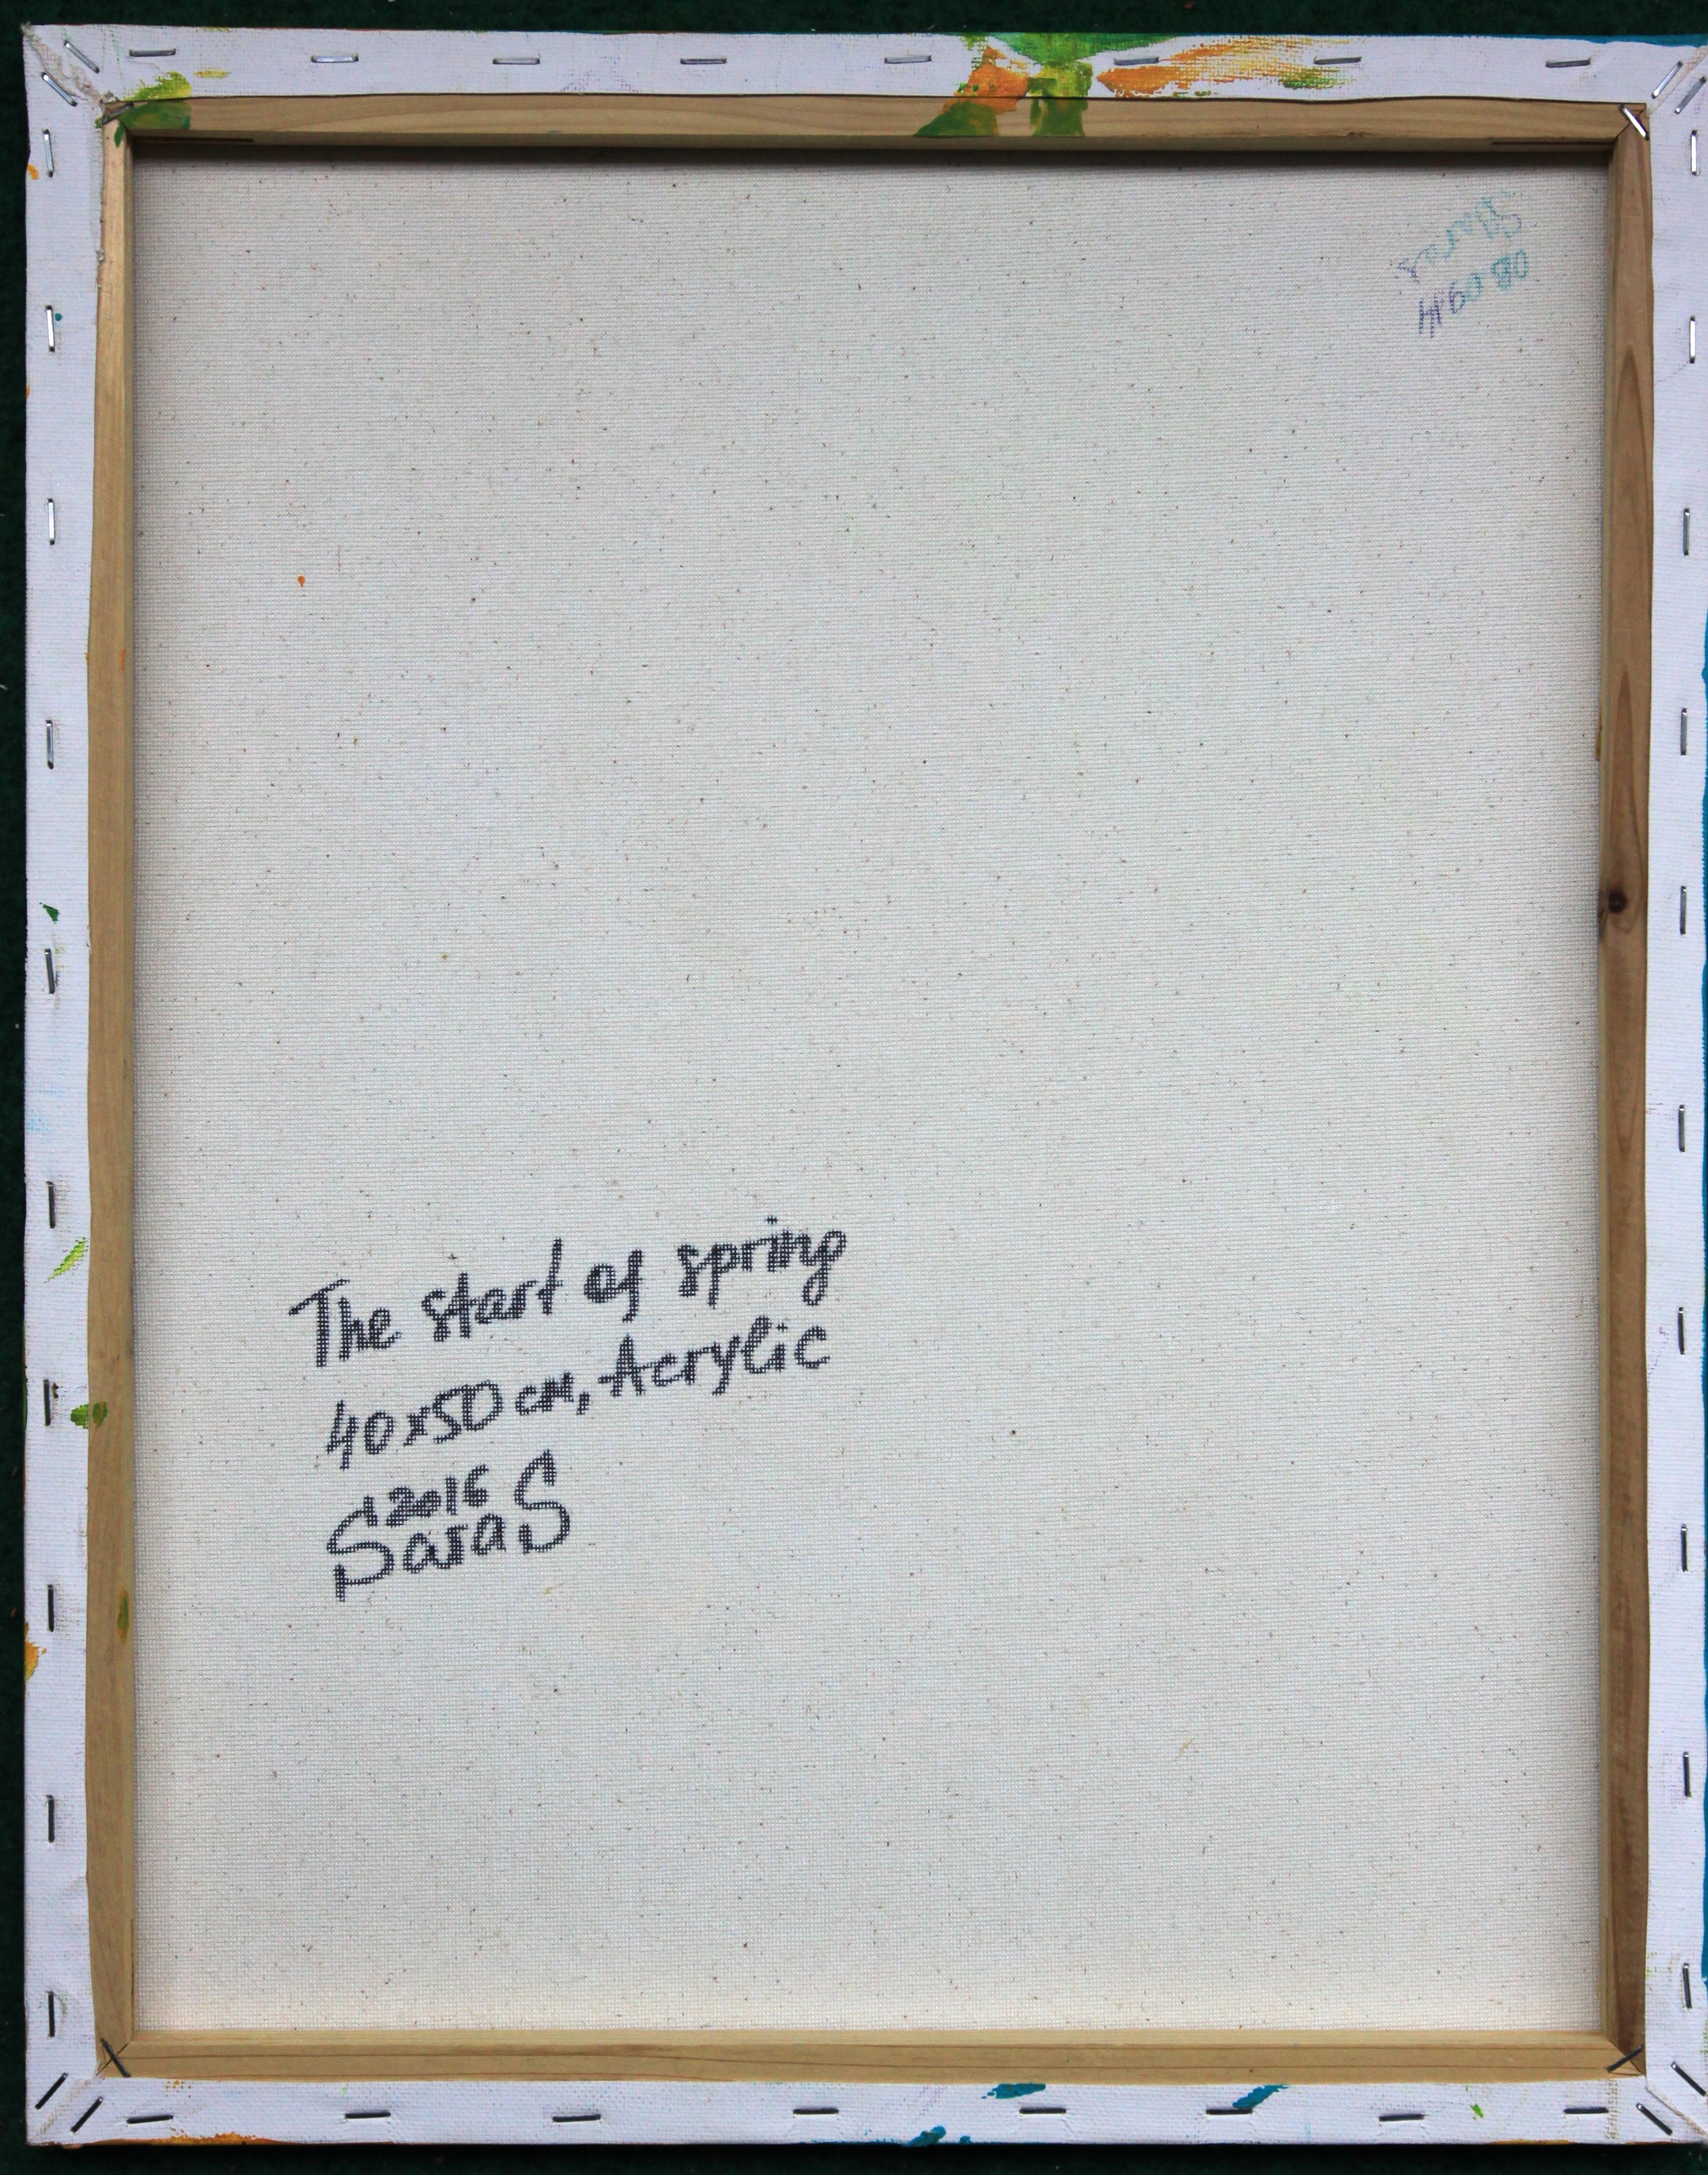 The start of spring
40x50 cm, Acrylic
2016
SaraS